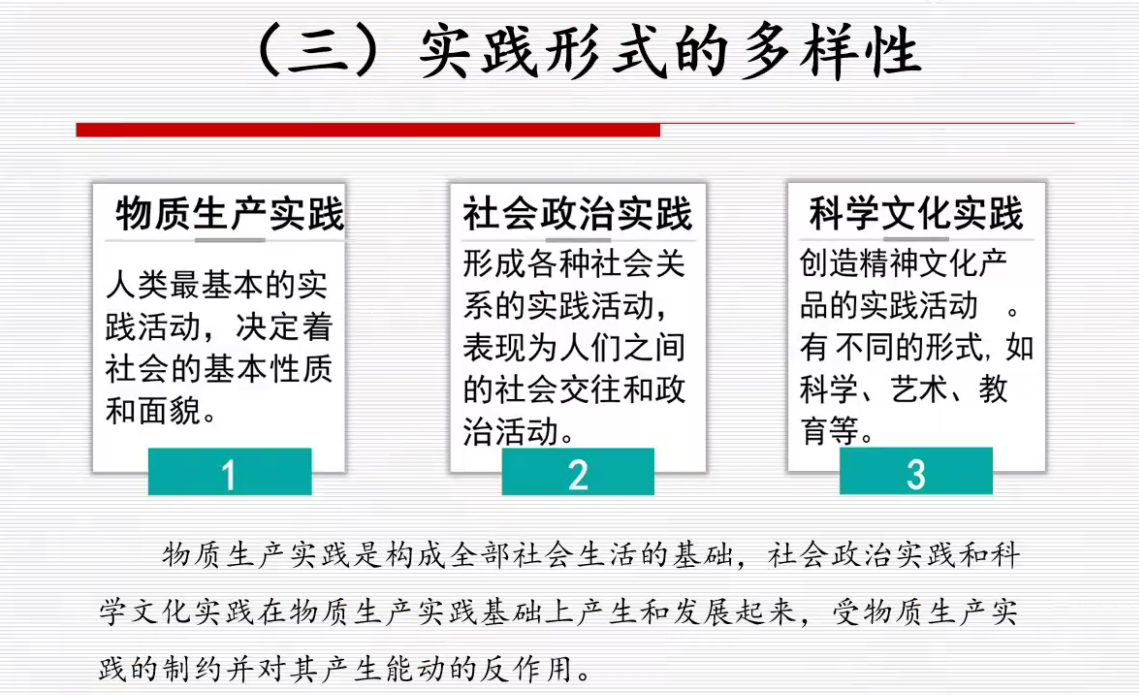 （三）实践形式的多样性
物质生产实践
人类最基本的实
践活动，决定着
社会的基本性质
和面貌。
1
社会政治实践
形成各种社会关
系的实践活动，
表现为人们之间
的社会交往和政
治活动。
2
科学文化实践
创造精神文化产
品的实践活动 。
有不同的形式, 如
科学、艺术、教
育等。
3
物质生产实践是构成全部社会生活的基础，社会政治实践和科
学文化实践在物质生产实践基础上产生和发展起来，受物质生产实
践的制约并对其产生能动的反作用。